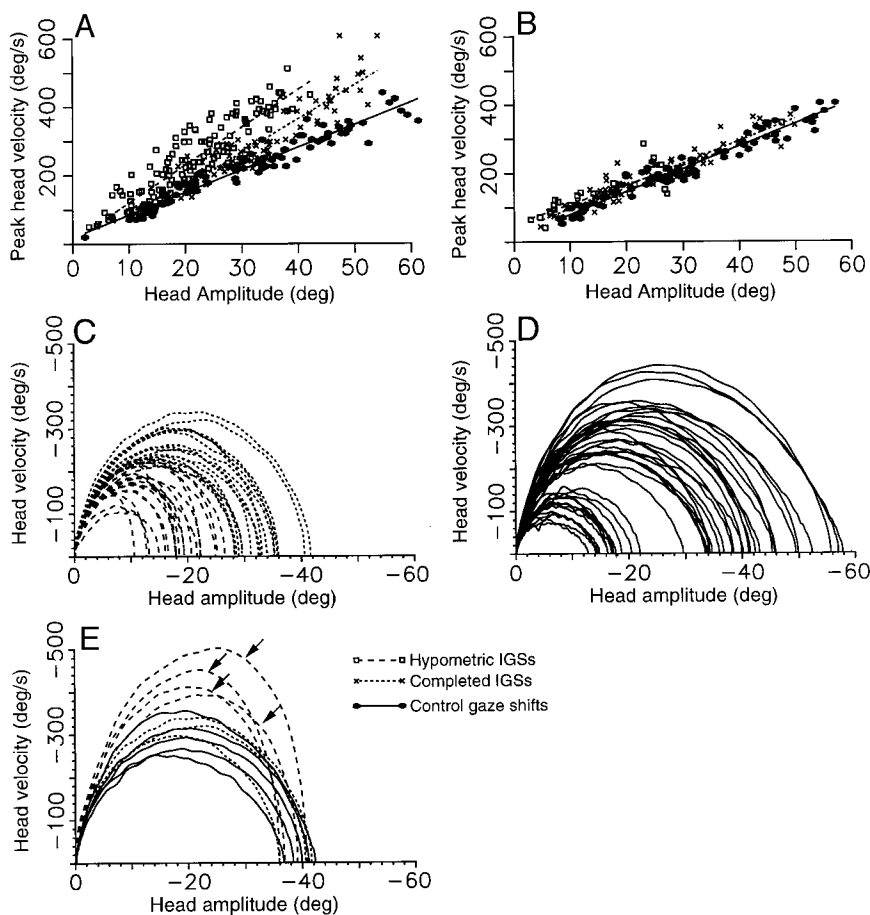 A
Peak head velocity (deg/s)
600
400
200
0 10 20 30 40 50 60
Head Amplitude (deg)
B
Peak head velocity (deg/s)
600
400
200
0 10 20 30 40 50 60
Head Amplitude (deg)
C
Head velocity (deg/s)
-500
-300
-100
0 -20 -40 -60
Head amplitude (deg)
D
Head velocity (deg/s)
-500
-300
-100
0 -20 -40 -60
Head amplitude (deg)
E
Head velocity (deg/s)
-500
-300
-100
0 -20 -40 -60
Head amplitude (deg)
Hypometric IGSs
Completed IGSs
Control gaze shifts